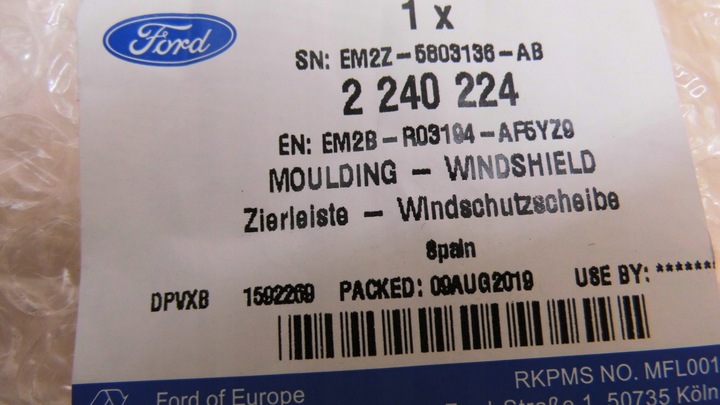 1 x
Ford
SN: EM2Z-5803136-AB
2 240 224
EN: EM2B-R03194-AF5YZ9
MOULDING - WINDSHIELD
Zierleiste - Windschutzscheibe
Spain
DPVXB 1592269 PACKED: 09AUG2019 USE BY: *******
RKPMS NO. MFL001
Ford of Europe
50735 Köln